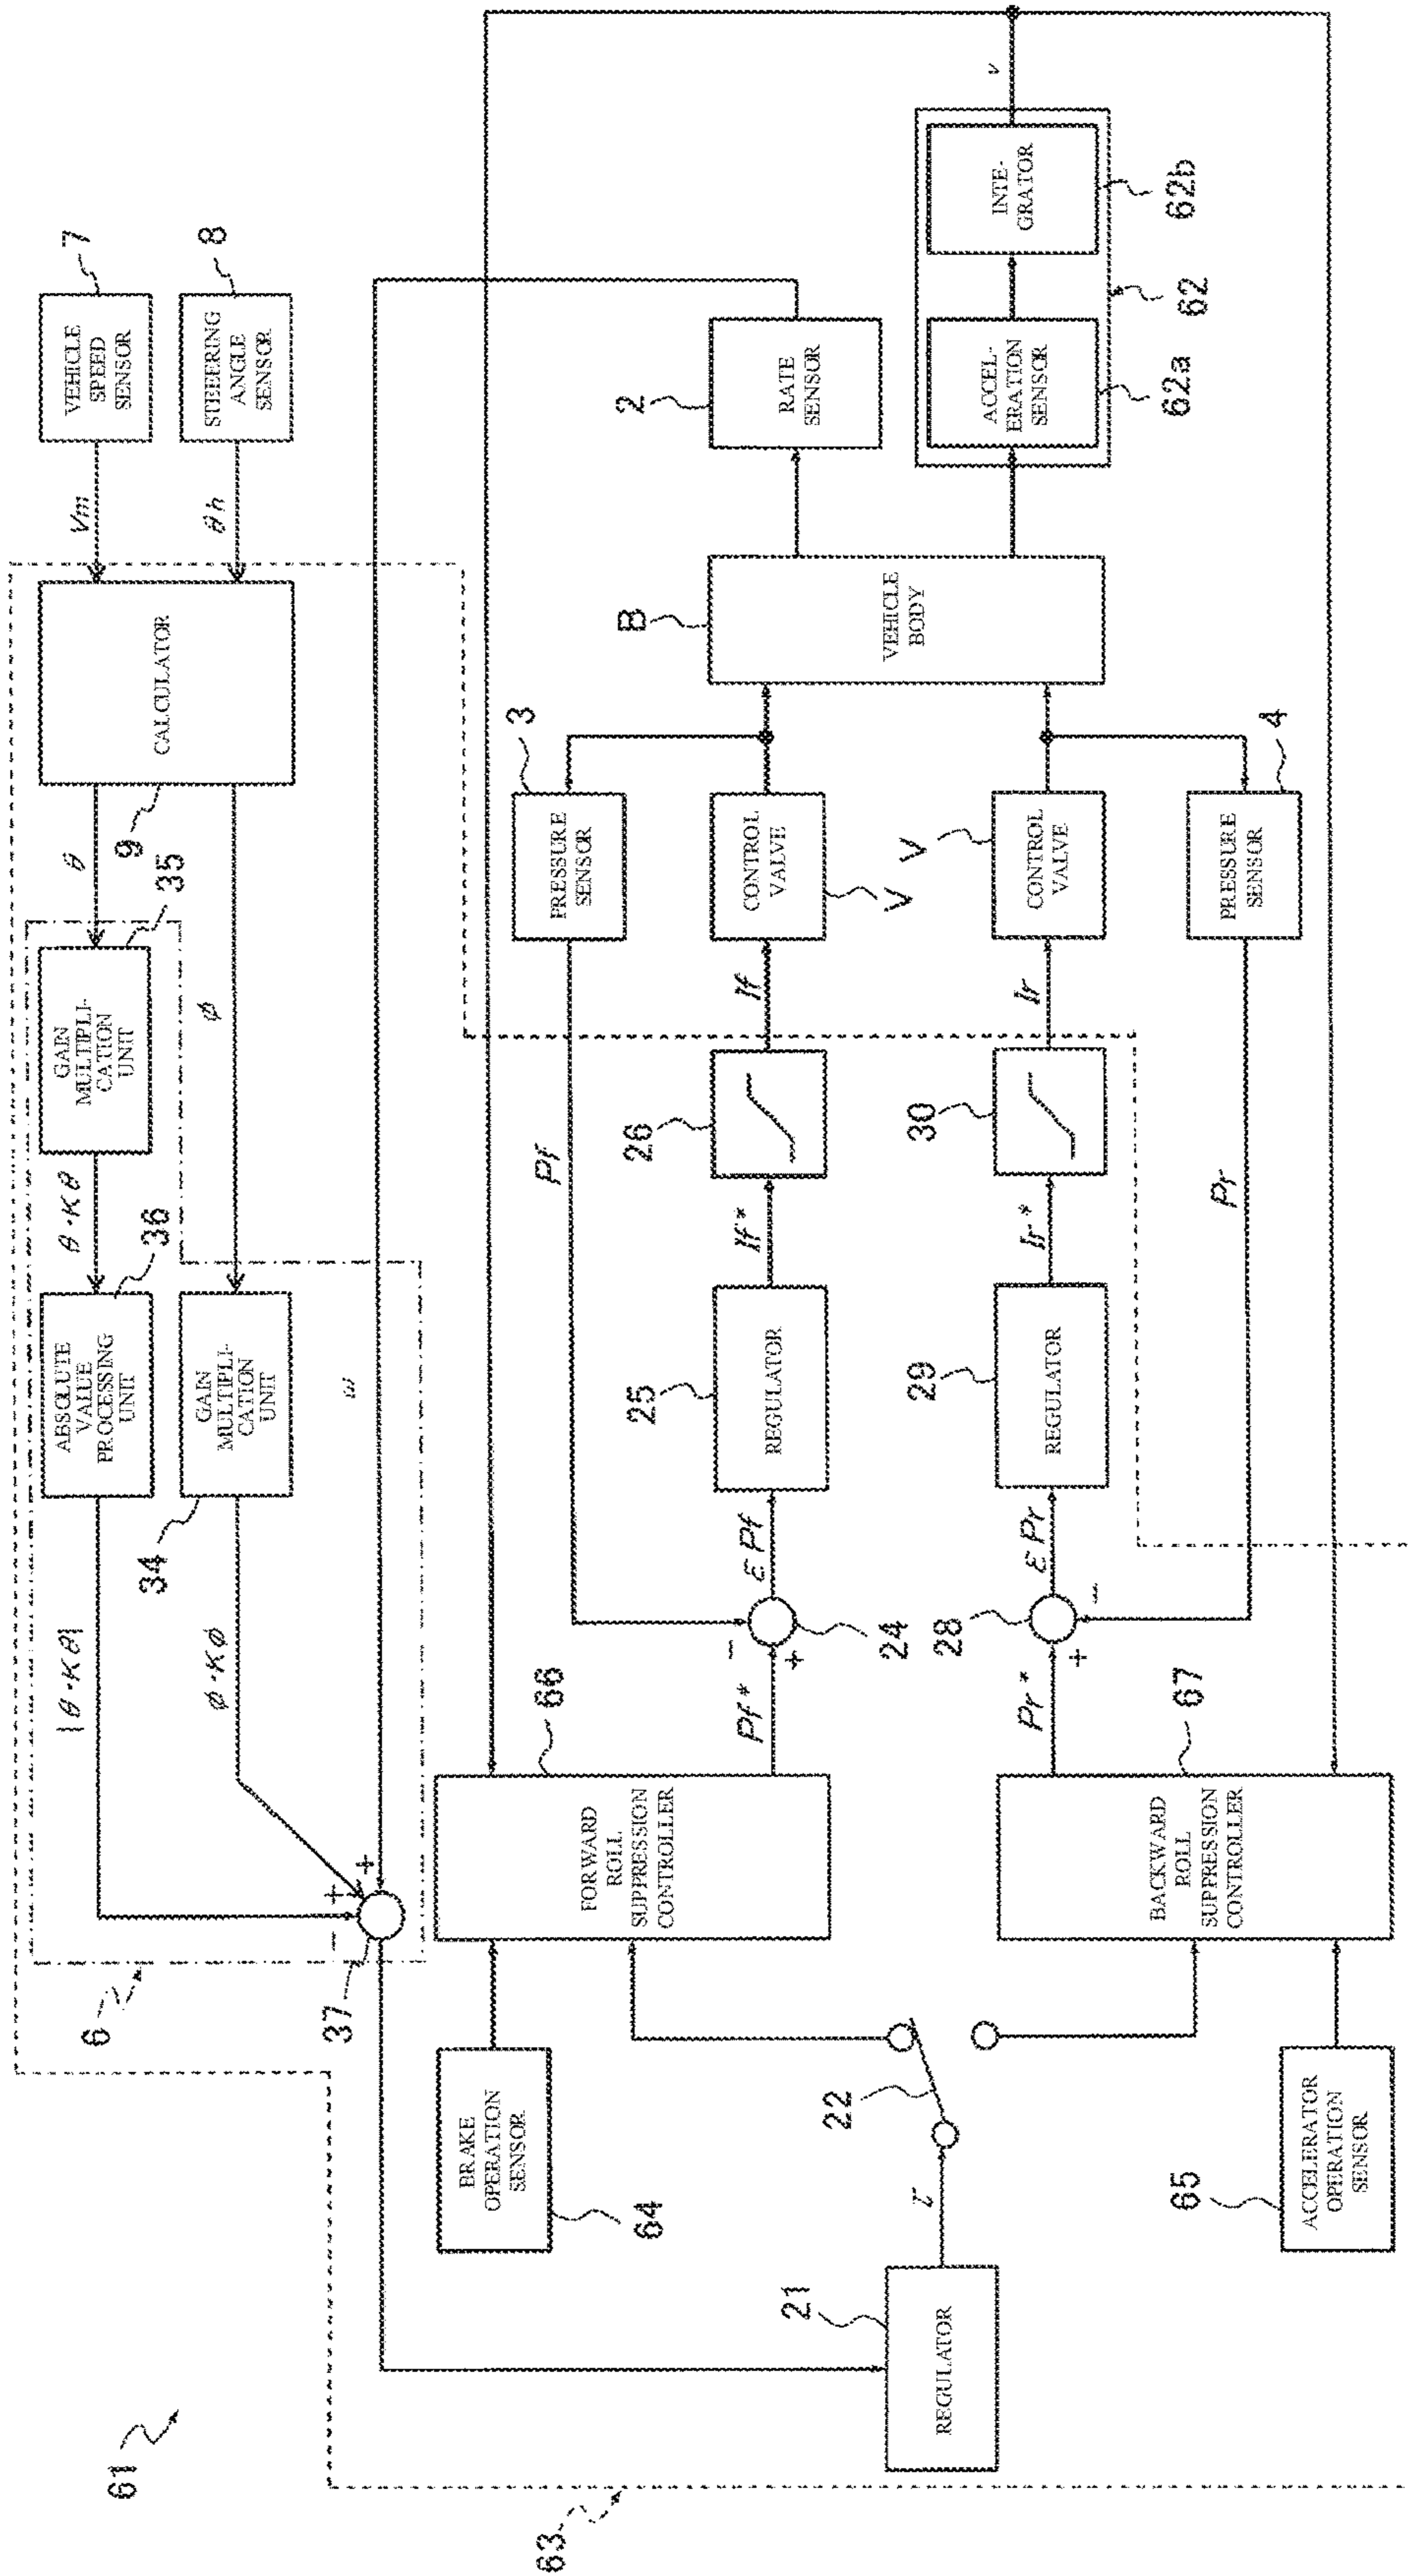 61
63
6
37
|θ・Kθ|
ABSOLUTE
VALUE
PROCESSING
UNIT
36
θ・Kθ
GAIN
MULTIPLI-
CATION
UNIT
35
θ
9
CALCULATOR
Vm
VEHICLE
SPEED
SENSOR
7
θh
STEEERING
ANGLE
SENSOR
8
φ
GAIN
MULTIPLI-
CATION
UNIT
34
φ・Kφ
−
+
+
ω
BRAKE
OPERATION
SENSOR
64
FORWARD
ROLL
SUPPRESSION
CONTROLLER
66
Pf
PRESSURE
SENSOR
3
Pf*
−
+
24
εPf
REGULATOR
25
If*
26
If
CONTROL
VALVE
V
B
VEHICLE
BODY
2
RATE
SENSOR
21
REGULATOR
τ
22
ACCEL-
ERATION
SENSOR
62a
INTE-
GRATOR
62b
62
v
BACKWARD
ROLL
SUPPRESSION
CONTROLLER
67
Pr*
+
−
28
εPr
REGULATOR
29
Ir*
30
Ir
CONTROL
VALVE
V
Pr
PRESSURE
SENSOR
4
ACCELERATOR
OPERATION
SENSOR
65